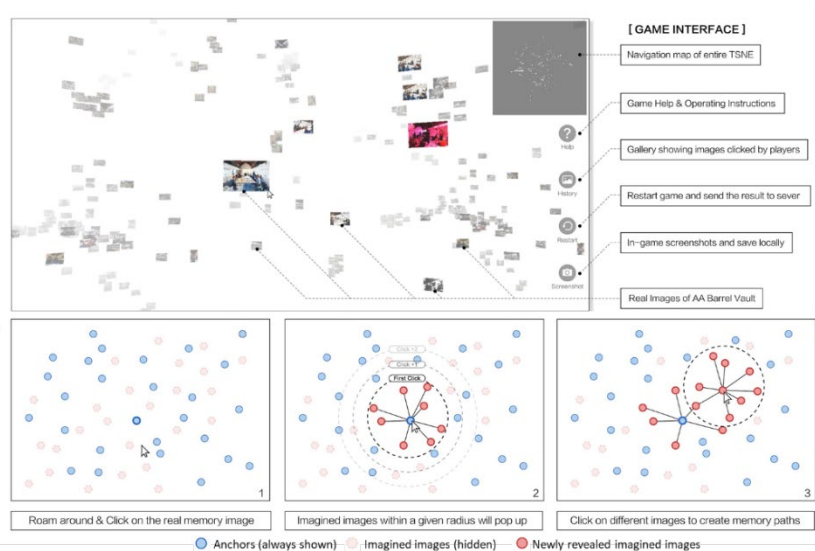 [ GAME INTERFACE ]
Navigation map of entire TSNE
Game Help & Operating Instructions
Help
Gallery showing images clicked by players
History
Restart game and send the result to sever
Restart
In-game screenshots and save locally
Screenshot
Real Images of AA Barrel Vault
Click +2
Click +1
First Click
1
2
3
Roam around & Click on the real memory image
Imagined images within a given radius will pop up
Click on different images to create memory paths
Anchors (always shown)
Imagined images (hidden)
Newly revealed imagined images